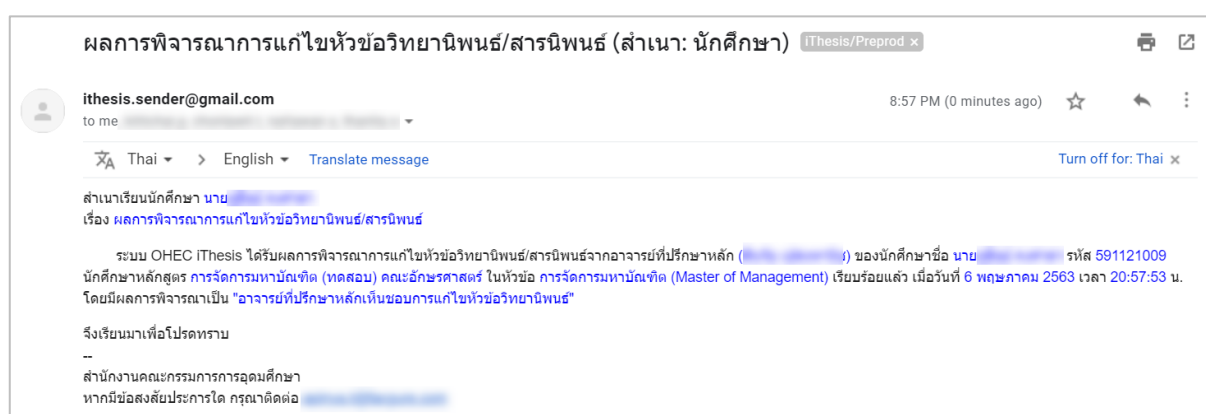 ผลการพิจารณาการแก้ไขหัวข้อวิทยานิพนธ์/สารนิพนธ์ (สำเนา: นักศึกษา) iThesis/Preprod ×
ithesis.sender@gmail.com
8:57 PM (0 minutes ago)
to me
Thai > English Translate message
Turn off for: Thai ×
สำเนาเรียนนักศึกษา นาย
เรื่อง ผลการพิจารณาการแก้ไขหัวข้อวิทยานิพนธ์/สารนิพนธ์
ระบบ OHEC iThesis ได้รับผลการพิจารณาการแก้ไขหัวข้อวิทยานิพนธ์/สารนิพนธ์จากอาจารย์ที่ปรึกษาหลัก ( ) ของนักศึกษาชื่อ นาย รหัส 591121009
นักศึกษาหลักสูตร การจัดการมหาบัณฑิต (ทดสอบ) คณะอักษรศาสตร์ ในหัวข้อ การจัดการมหาบัณฑิต (Master of Management) เรียบร้อยแล้ว เมื่อวันที่ 6 พฤษภาคม 2563 เวลา 20:57:53 น.
โดยมีผลการพิจารณาเป็น "อาจารย์ที่ปรึกษาหลักเห็นชอบการแก้ไขหัวข้อวิทยานิพนธ์"
จึงเรียนมาเพื่อโปรดทราบ
--
สำนักงานคณะกรรมการการอุดมศึกษา
หากมีข้อสงสัยประการใด กรุณาติดต่อ